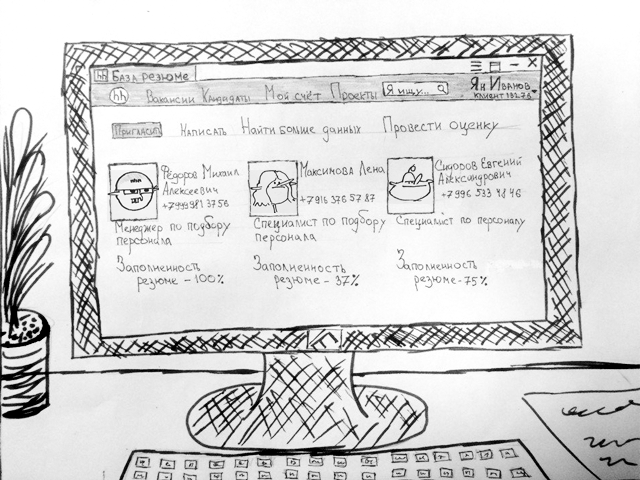 hh База резюме
hh Вакансии Кандидаты Мой счёт Проекты Я ищу... Ян Иванов
Клиент 13276
Пригласить Написать Найти больше данных Провести оценку
Фёдоров Михаил
Алексеевич
+7999 981 37 56
Менеджер по подбору
персонала
Заполненность
резюме - 100%
Максимова Лена
+7916 376 57 87
Специалист по подбору
персонала
Заполненность
резюме - 37%
Сидоров Евгений
Александрович
+7996 533 48 46
Специалист по персоналу
Заполненность
резюме - 75%